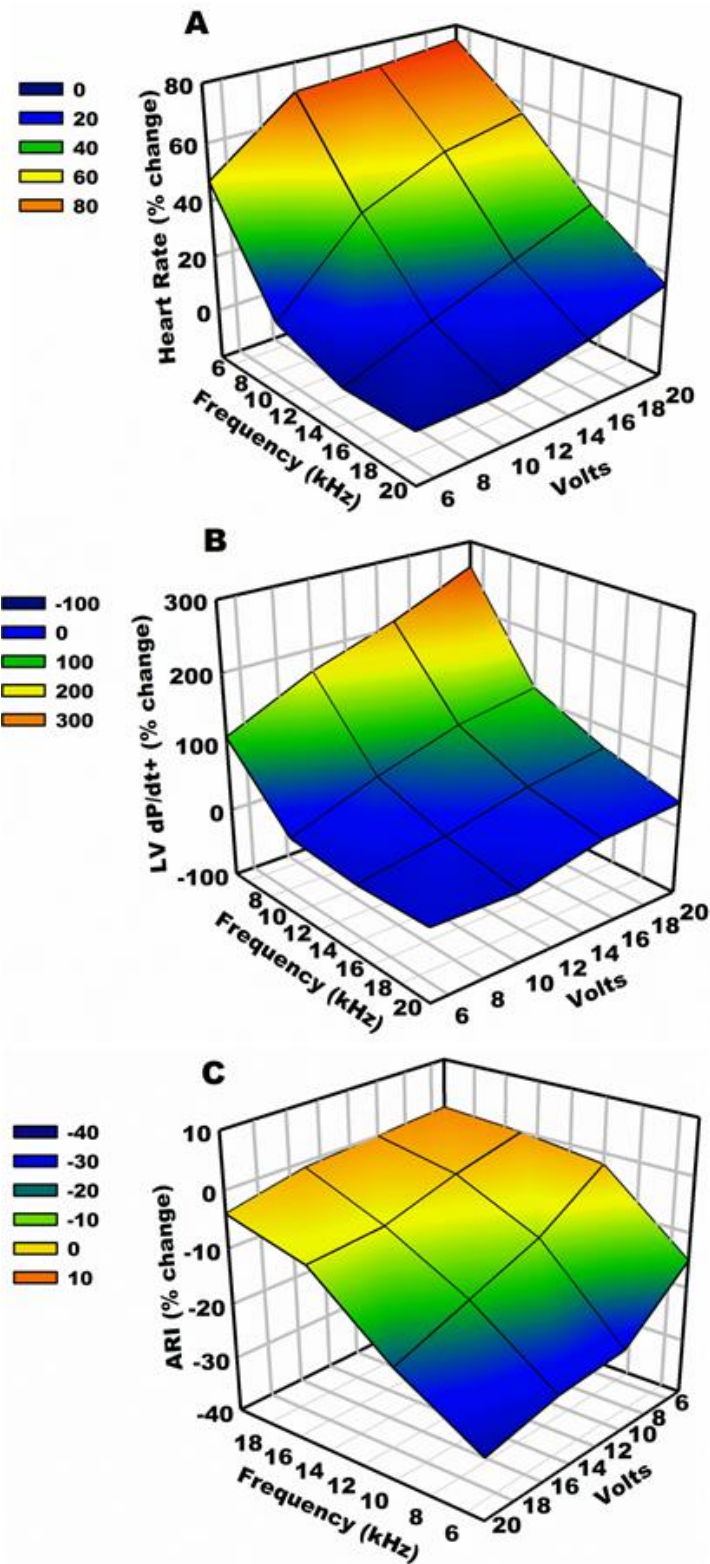 A
0
20
40
60
80
Heart Rate (% change)
80
60
40
20
0
6 8 10 12 14 16 18 20
Frequency (kHz)
6 8 10 12 14 16 18 20
Volts
B
-100
0
100
200
300
LV dP/dt+ (% change)
300
200
100
0
-100
8 10 12 14 16 18 20
Frequency (kHz)
6 8 10 12 14 16 18 20
Volts
C
-40
-30
-20
-10
0
10
ARI (% change)
10
0
-10
-20
-30
-40
18 16 14 12 10 8 6
Frequency (kHz)
20 18 16 14 12 10 8 6
Volts